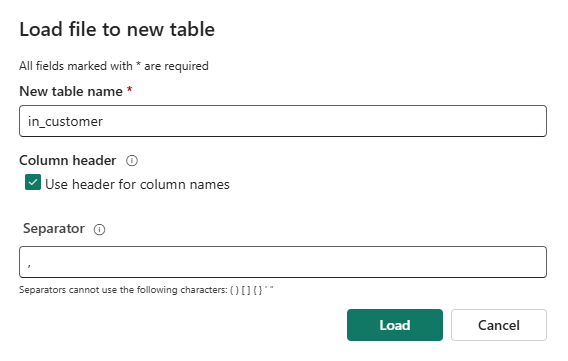 Load file to new table
All fields marked with * are required
New table name *
in_customer
Column header
Use header for column names
Separator
,
Separators cannot use the following characters: ( ) [ ] { } ' "
Load
Cancel